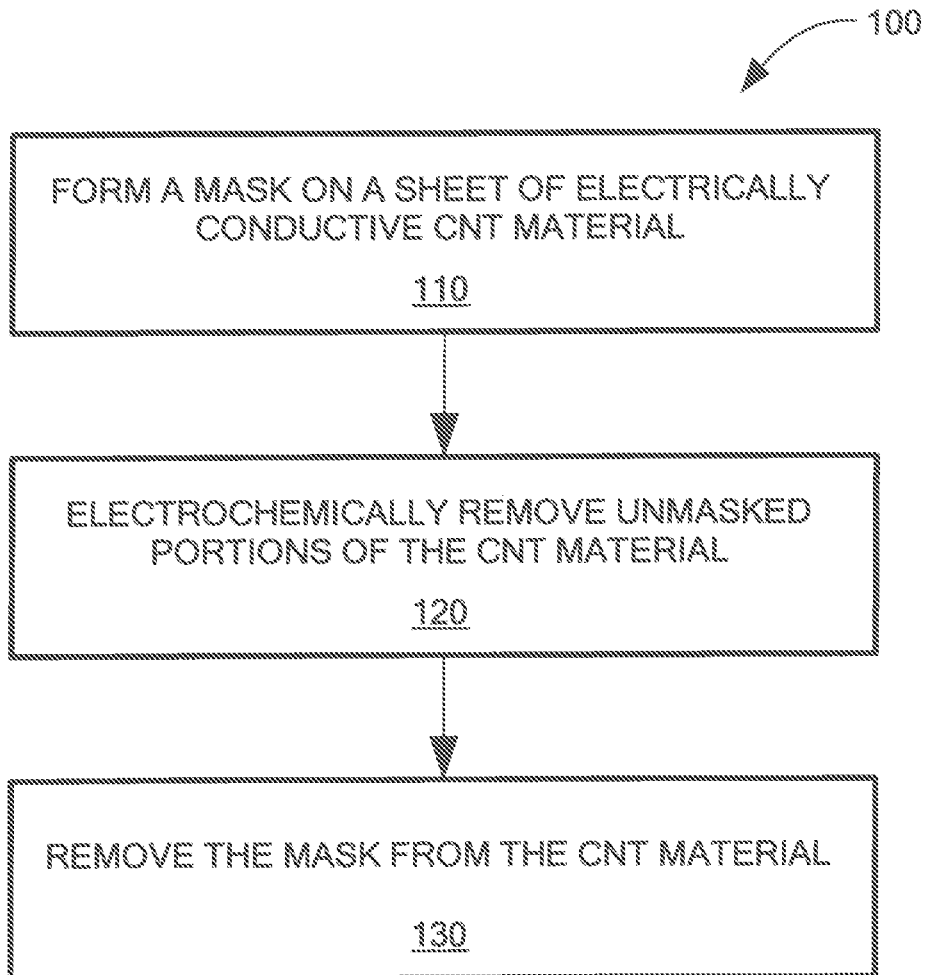 100
FORM A MASK ON A SHEET OF ELECTRICALLY
CONDUCTIVE CNT MATERIAL
110
ELECTROCHEMICALLY REMOVE UNMASKED
PORTIONS OF THE CNT MATERIAL
120
REMOVE THE MASK FROM THE CNT MATERIAL
130